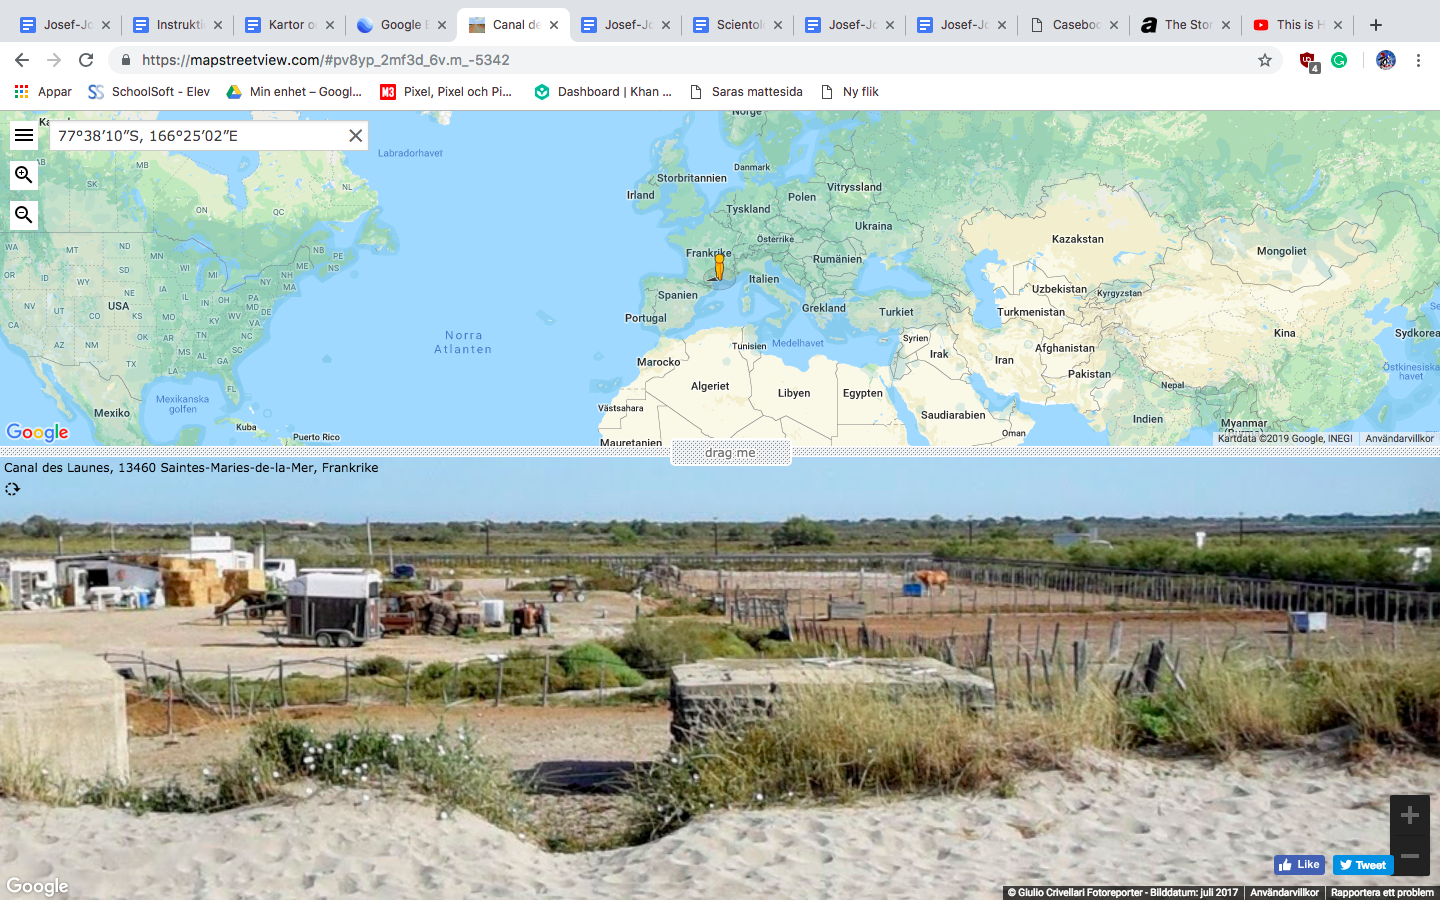 Josef-Jo
Instrukti
Kartor o
Google E
Canal de
Josef-Jo
Scientol
Josef-Jo
Josef-Jo
Caseboo
The Stor
This is H
https://mapstreetview.com/#pv8yp_2mf3d_6v.m_-5342
4
Appar
SchoolSoft - Elev
Min enhet – Googl...
M3
Pixel, Pixel och Pi...
Dashboard | Khan ...
Saras mattesida
Ny flik
77°38'10"S, 166°25'02"E
Norge
Labradorhavet
Danmark
Storbritannien
Irland
Vitryssland
Polen
Tyskland
Ukraina
Österrike
Frankrike
Rumänien
Italien
Spanien
Grekland
Turkiet
Portugal
Kazakstan
Mongoliet
Uzbekistan
Kyrgyzstan
Turkmenistan
Kina
Sydkorea
Afghanistan
Pakistan
Östkinesiska
havet
Nepal
Indien
Myanmar
Medelhavet
Tunisien
Syrien
Irak
Iran
Marocko
Algeriet
Libyen
Egypten
Saudiarabien
Oman
Västsahara
Mauretanien
Norra
Atlanten
AB
SK
MB
ON
QC
NL
NB
PE
NS
WA
MT
ND
MN
OR
ID
SD
WY
WI
MI
NH
ME
MA
NE
IA
IL
IN
OH
PA
NV
UT
CO
USA
KS
MO
KY
VA
MD
DE
CA
AZ
NM
OK
AR
TN
NC
SC
MS
AL
GA
TX
LA
FL
Mexikanska
golfen
Mexiko
Kuba
Puerto Rico
Google
Kartdata ©2019 Google, INEGI
Användarvillkor
drag me
Canal des Launes, 13460 Saintes-Maries-de-la-Mer, Frankrike
Like
Tweet
Google
© Giulio Crivellari Fotoreporter - Bilddatum: juli 2017
Användarvillkor
Rapportera ett problem